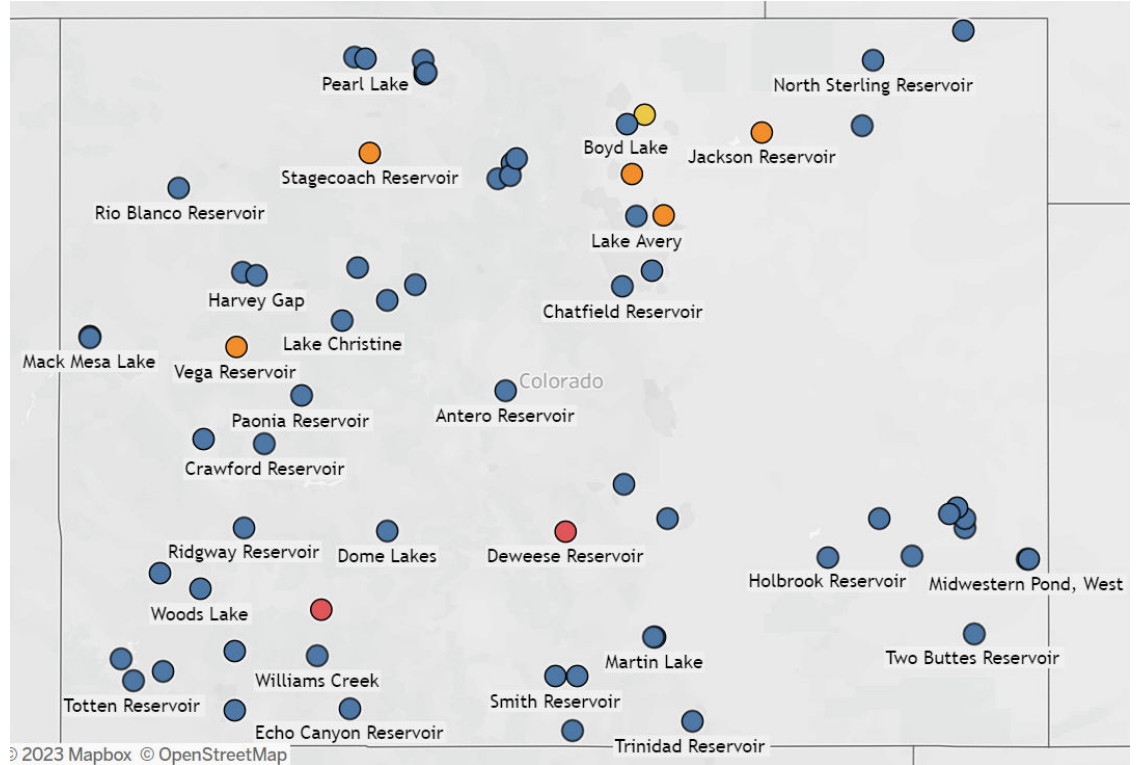 Pearl Lake
North Sterling Reservoir
Boyd Lake
Jackson Reservoir
Stagecoach Reservoir
Rio Blanco Reservoir
Lake Avery
Harvey Gap
Chatfield Reservoir
Lake Christine
Mack Mesa Lake
Vega Reservoir
Colorado
Paonia Reservoir
Antero Reservoir
Crawford Reservoir
Ridgway Reservoir
Dome Lakes
Deweese Reservoir
Holbrook Reservoir
Midwestern Pond, West
Woods Lake
Two Buttes Reservoir
Martin Lake
Williams Creek
Smith Reservoir
Totten Reservoir
Echo Canyon Reservoir
Trinidad Reservoir
© 2023 Mapbox © OpenStreetMap